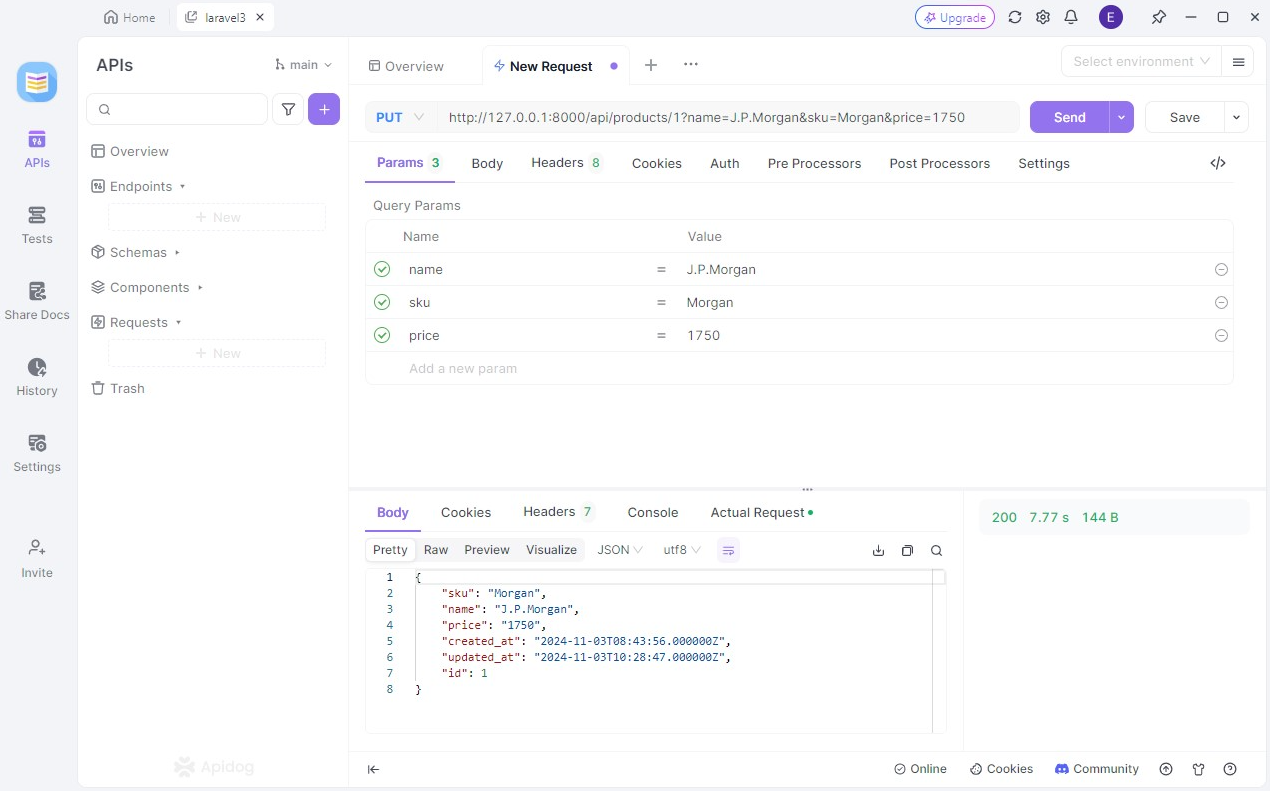 Home
laravel3
Upgrade
E
APIs
main
Overview
New Request
Select environment
PUT
http://127.0.0.1:8000/api/products/1?name=J.P.Morgan&sku=Morgan&price=1750
Send
Save
APIs
Tests
Share Docs
History
Settings
Invite
Overview
Endpoints
+ New
Schemas
Components
Requests
+ New
Trash
Apidog
Params 3
Body
Headers 8
Cookies
Auth
Pre Processors
Post Processors
Settings
Query Params
Name Value
name = J.P.Morgan
sku = Morgan
price = 1750
Add a new param
Body
Cookies
Headers 7
Console
Actual Request
200 7.77 s 144 B
Pretty
Raw
Preview
Visualize
JSON
utf8
1 {
2 "sku": "Morgan",
3 "name": "J.P.Morgan",
4 "price": "1750",
5 "created_at": "2024-11-03T08:43:56.000000Z",
6 "updated_at": "2024-11-03T10:28:47.000000Z",
7 "id": 1
8 }
Online
Cookies
Community